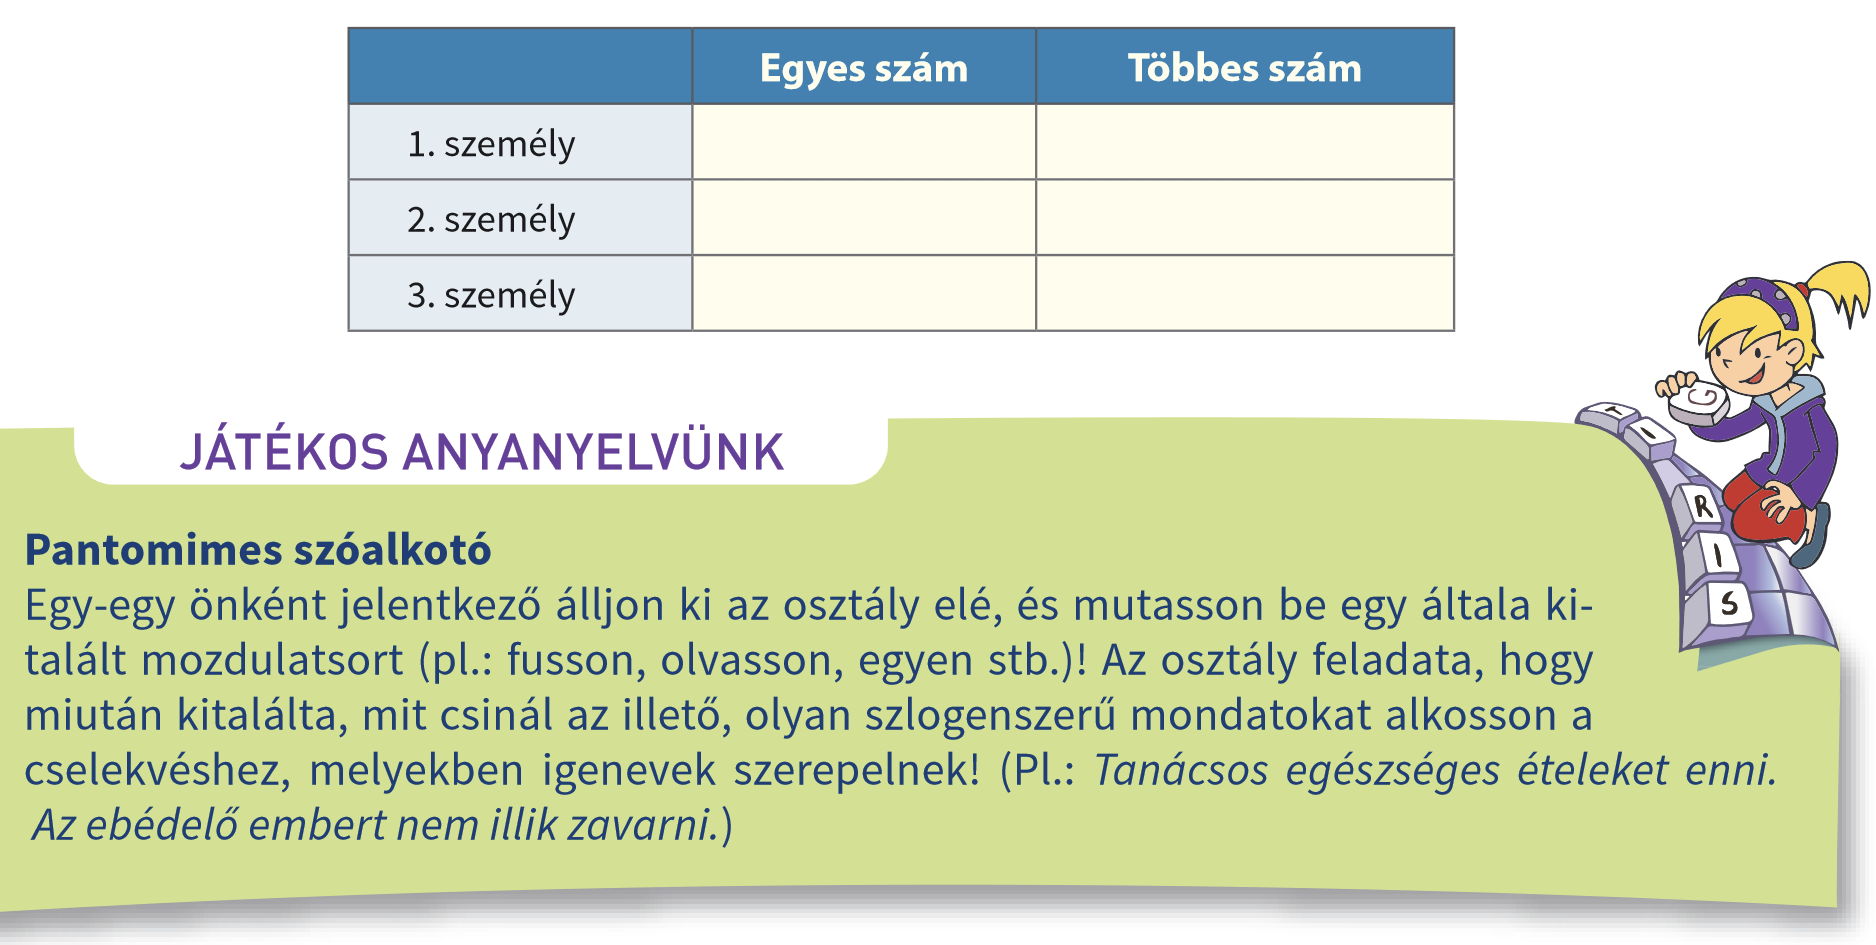 Egyes szám Többes szám
1. személy
2. személy
3. személy
T I G R I S
JÁTÉKOS ANYANYELVÜNK
Pantomimes szóalkotó
Egy-egy önként jelentkező álljon ki az osztály elé, és mutasson be egy általa ki-
talált mozdulatsort (pl.: fusson, olvasson, egyen stb.)! Az osztály feladata, hogy
miután kitalálta, mit csinál az illető, olyan szlogenszerű mondatokat alkosson a
cselekvéshez, melyekben igenevek szerepelnek! (Pl.: Tanácsos egészséges ételeket enni.
Az ebédelő embert nem illik zavarni.)